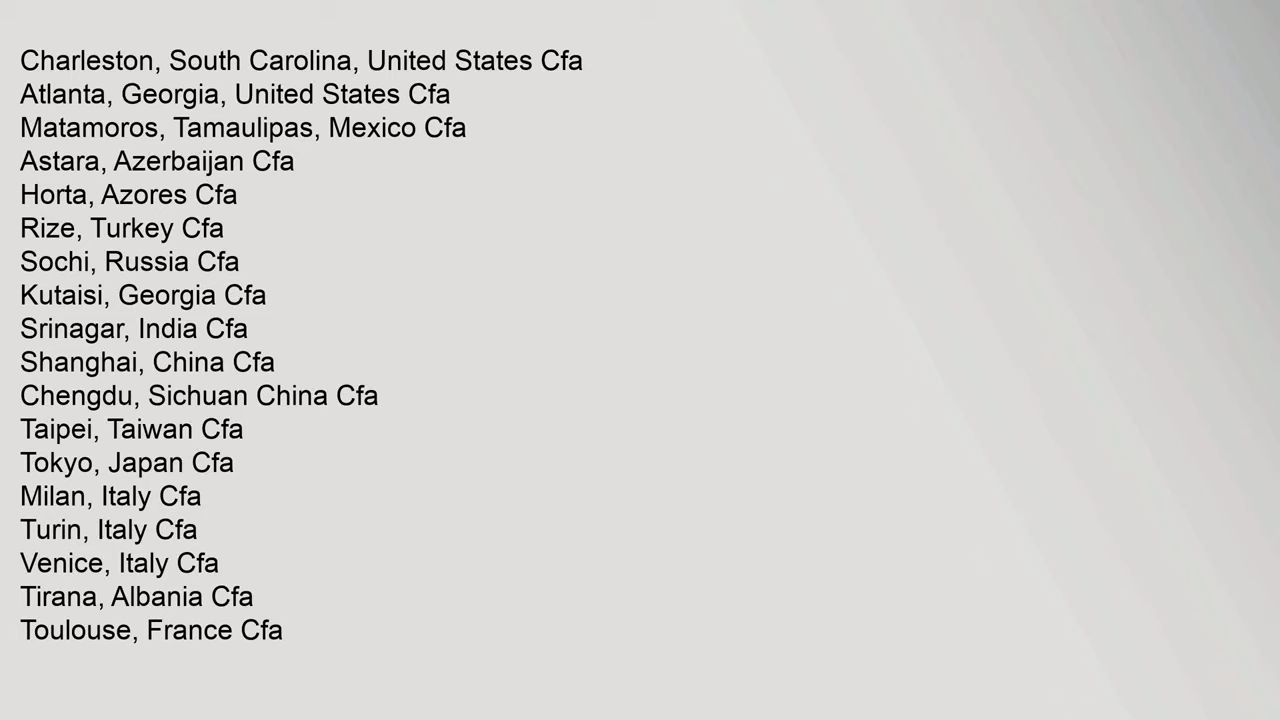 Charleston, South Carolina, United States Cfa
Atlanta, Georgia, United States Cfa
Matamoros, Tamaulipas, Mexico Cfa
Astara, Azerbaijan Cfa
Horta, Azores Cfa
Rize, Turkey Cfa
Sochi, Russia Cfa
Kutaisi, Georgia Cfa
Srinagar, India Cfa
Shanghai, China Cfa
Chengdu, Sichuan China Cfa
Taipei, Taiwan Cfa
Tokyo, Japan Cfa
Milan, Italy Cfa
Turin, Italy Cfa
Venice, Italy Cfa
Tirana, Albania Cfa
Toulouse, France Cfa